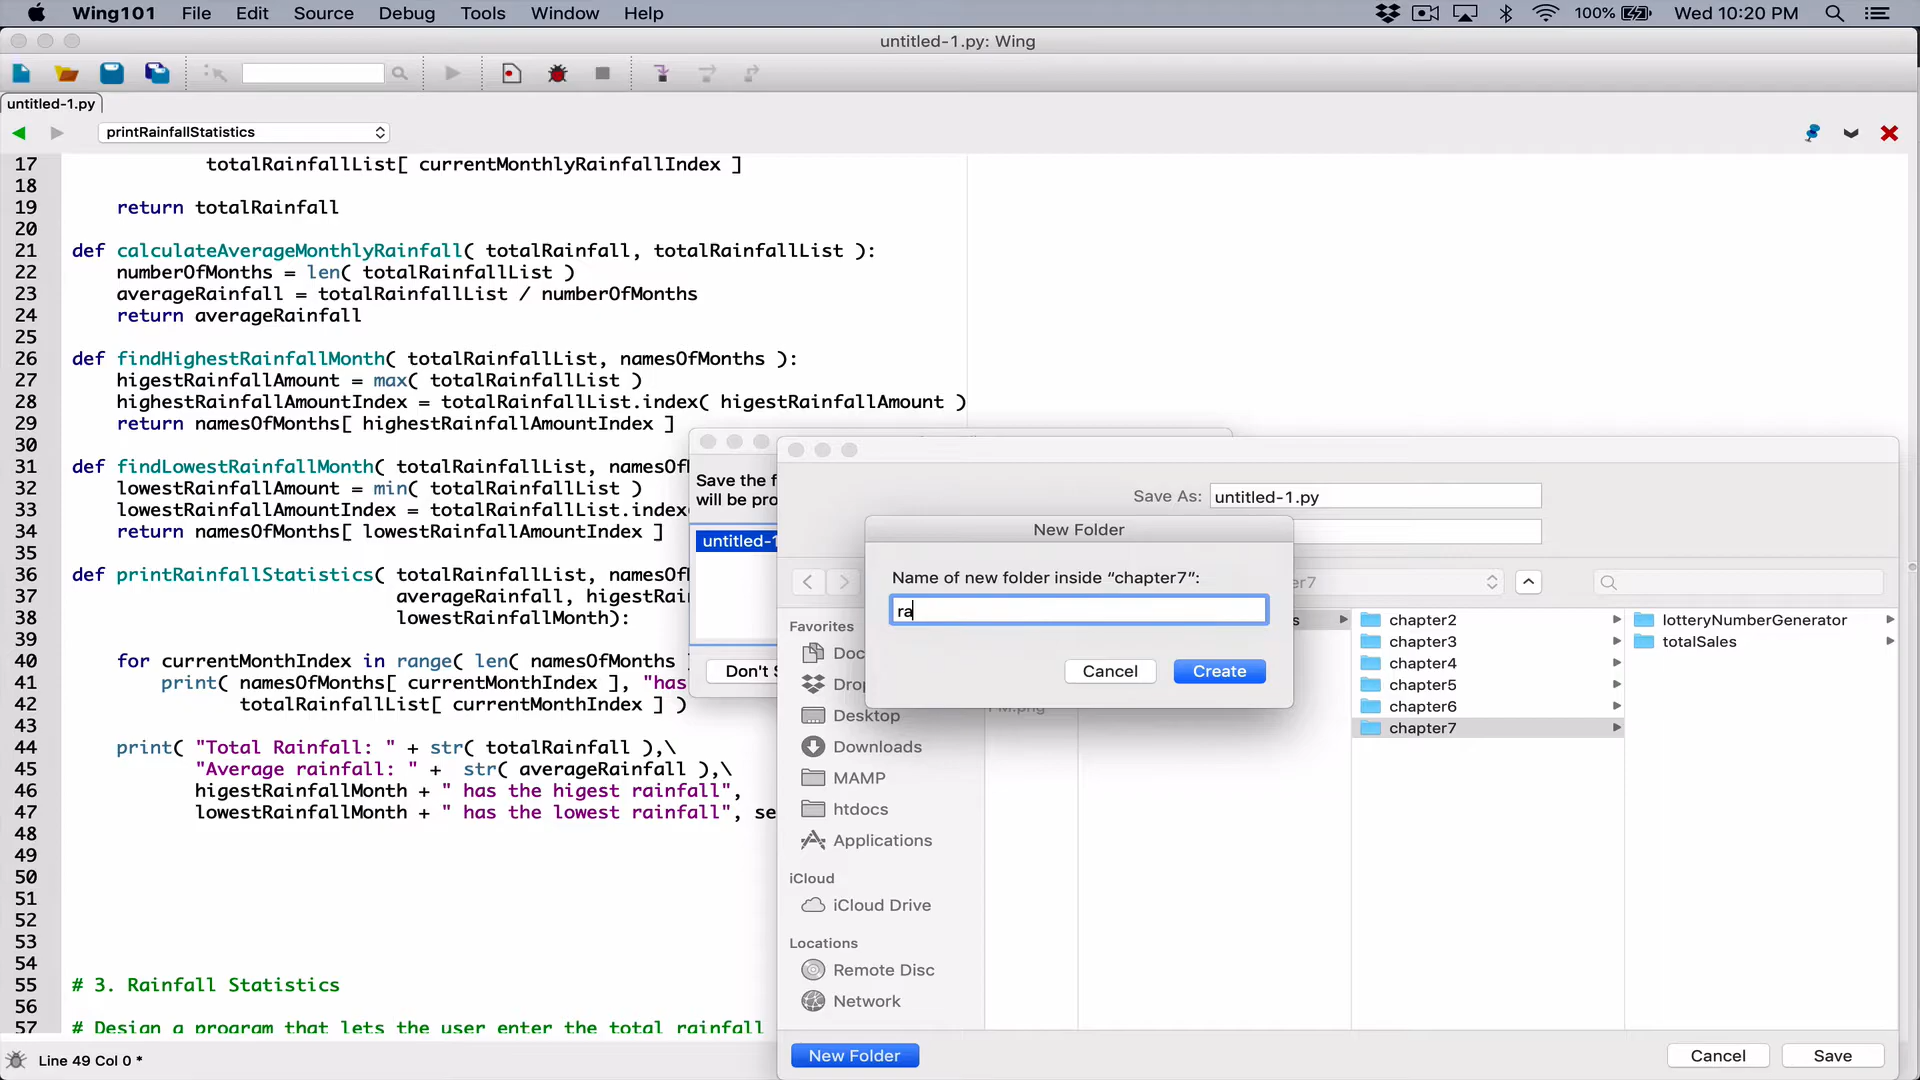 Wing101 File Edit Source Debug Tools Window Help 100% Wed 10:20 PM
untitled-1.py: Wing
untitled-1.py
printRainfallStatistics
17 totalRainfallList[ currentMonthlyRainfallIndex ]
18
19 return totalRainfall
20
21 def calculateAverageMonthlyRainfall( totalRainfall, totalRainfallList ):
22 numberOfMonths = len( totalRainfallList )
23 averageRainfall = totalRainfallList / numberOfMonths
24 return averageRainfall
25
26 def findHighestRainfallMonth( totalRainfallList, namesOfMonths ):
27 higestRainfallAmount = max( totalRainfallList )
28 highestRainfallAmountIndex = totalRainfallList.index( higestRainfallAmount )
29 return namesOfMonths[ highestRainfallAmountIndex ]
30
31 def findLowestRainfallMonth( totalRainfallList, namesOfM
32 lowestRainfallAmount = min( totalRainfallList )
33 lowestRainfallAmountIndex = totalRainfallList.index
34 return namesOfMonths[ lowestRainfallAmountIndex ]
35
36 def printRainfallStatistics( totalRainfallList, namesOfM
37 averageRainfall, higestRai
38 lowestRainfallMonth):
39
40 for currentMonthIndex in range( len( namesOfMonths
41 print( namesOfMonths[ currentMonthIndex ], "has
42 totalRainfallList[ currentMonthIndex ] )
43
44 print( "Total Rainfall: " + str( totalRainfall ),\
45 "Average rainfall: " + str( averageRainfall ),\
46 higestRainfallMonth + " has the higest rainfall",
47 lowestRainfallMonth + " has the lowest rainfall", se
48
49
50
51
52
53
54
55 # 3. Rainfall Statistics
56
57 # Design a program that lets the user enter the total rainfall
Line 49 Col 0 *
Save the f
will be pro
untitled-1
Don't S
Save As: untitled-1.py
er7
New Folder
Name of new folder inside “chapter7”:
ra
Cancel Create
Favorites
Doc
Drop
Desktop
Downloads
MAMP
htdocs
Applications
iCloud
iCloud Drive
Locations
Remote Disc
Network
PM.png
s
chapter2
chapter3
chapter4
chapter5
chapter6
chapter7
lotteryNumberGenerator
totalSales
New Folder Cancel Save